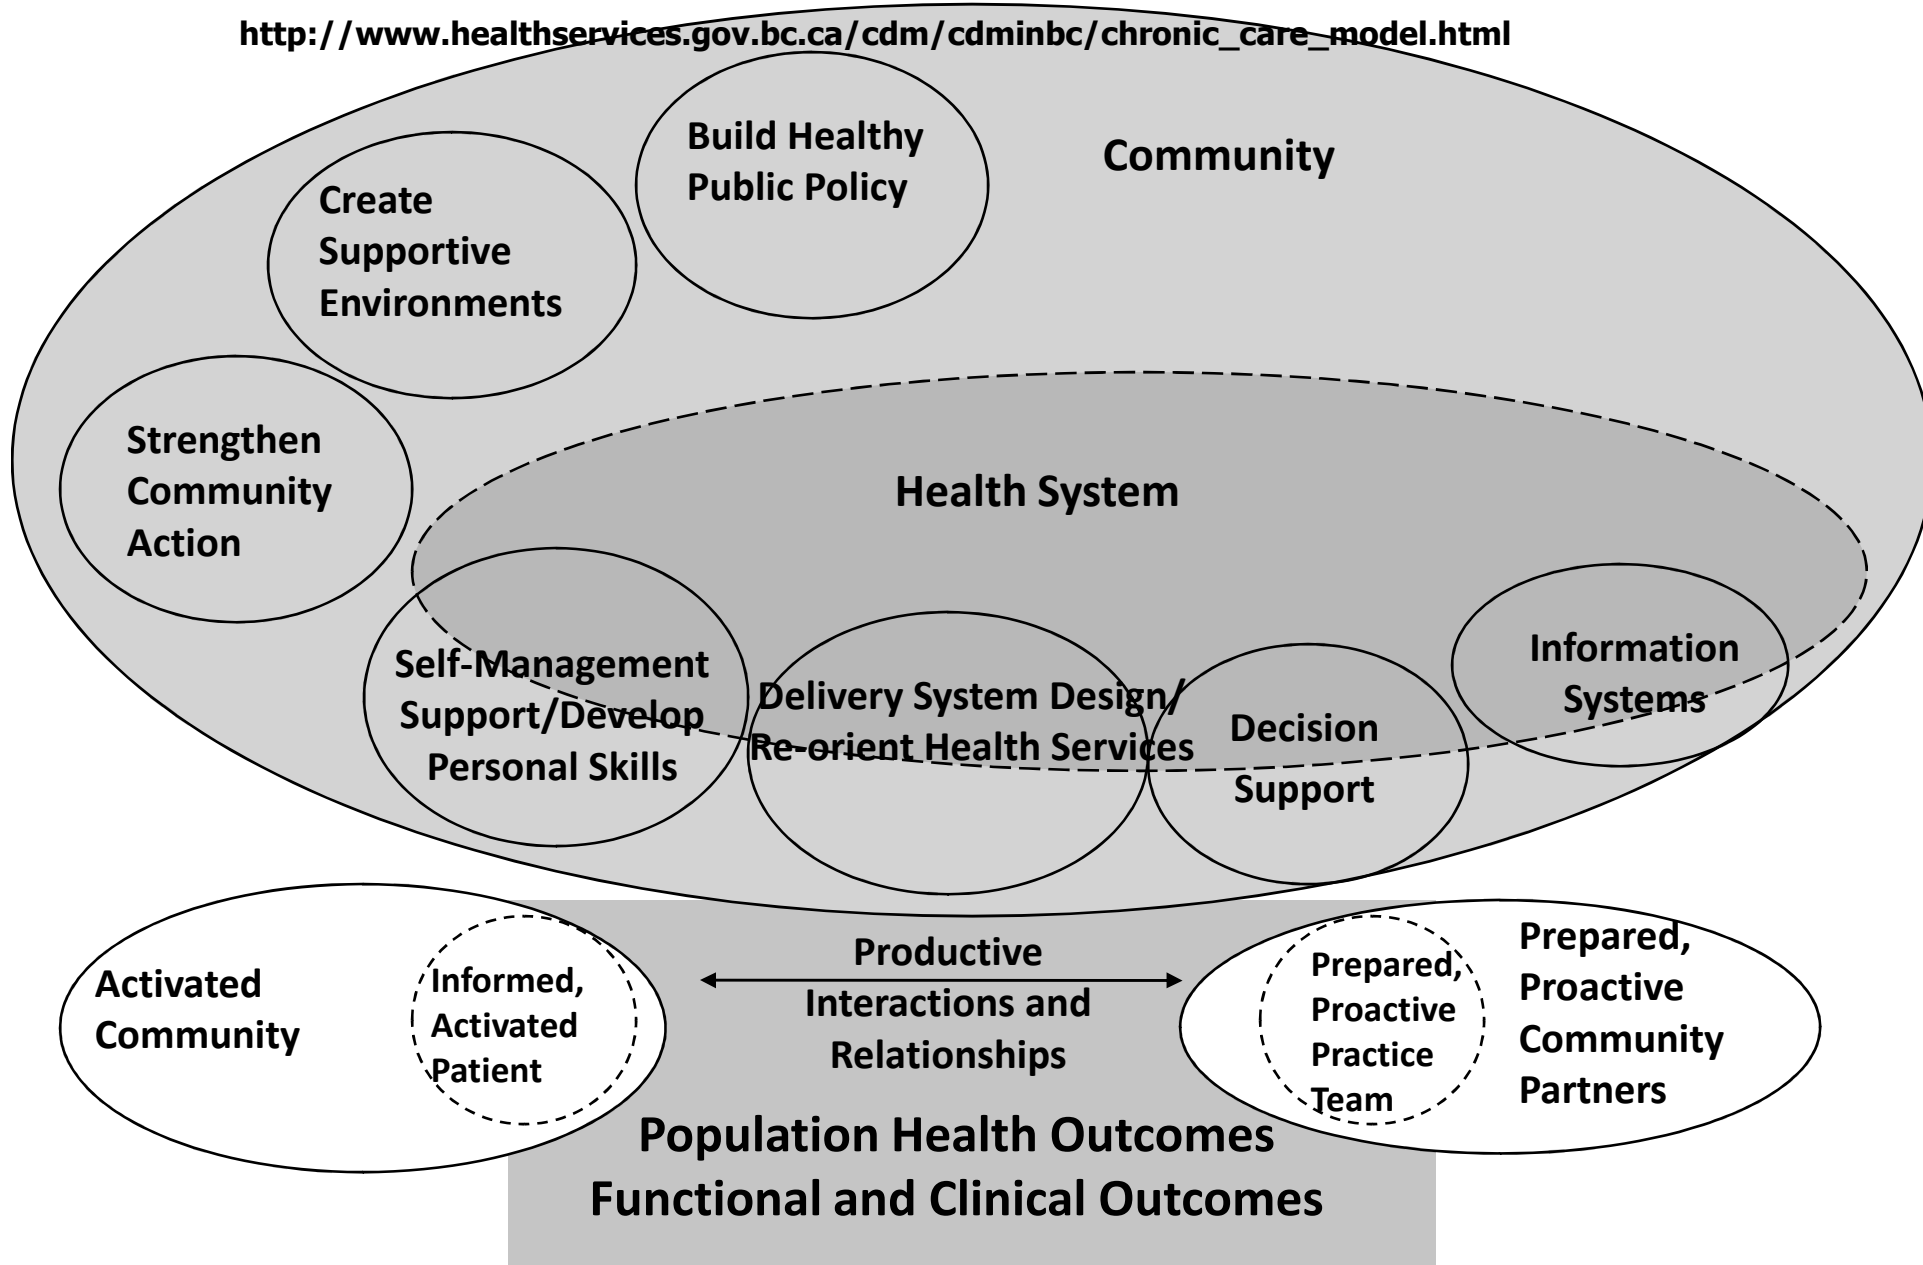 http://www.healthservices.gov.bc.ca/cdm/cdminbc/chronic_care_model.html
Build Healthy
Public Policy
Community
Create
Supportive
Environments
Strengthen
Community
Action
Health System
Self-Management
Support/Develop
Personal Skills
Delivery System Design/
Re-orient Health Services
Decision
Support
Information
Systems
Activated
Community
Informed,
Activated
Patient
Productive
Interactions and
Relationships
Prepared,
Proactive
Practice
Team
Prepared,
Proactive
Community
Partners
Population Health Outcomes
Functional and Clinical Outcomes